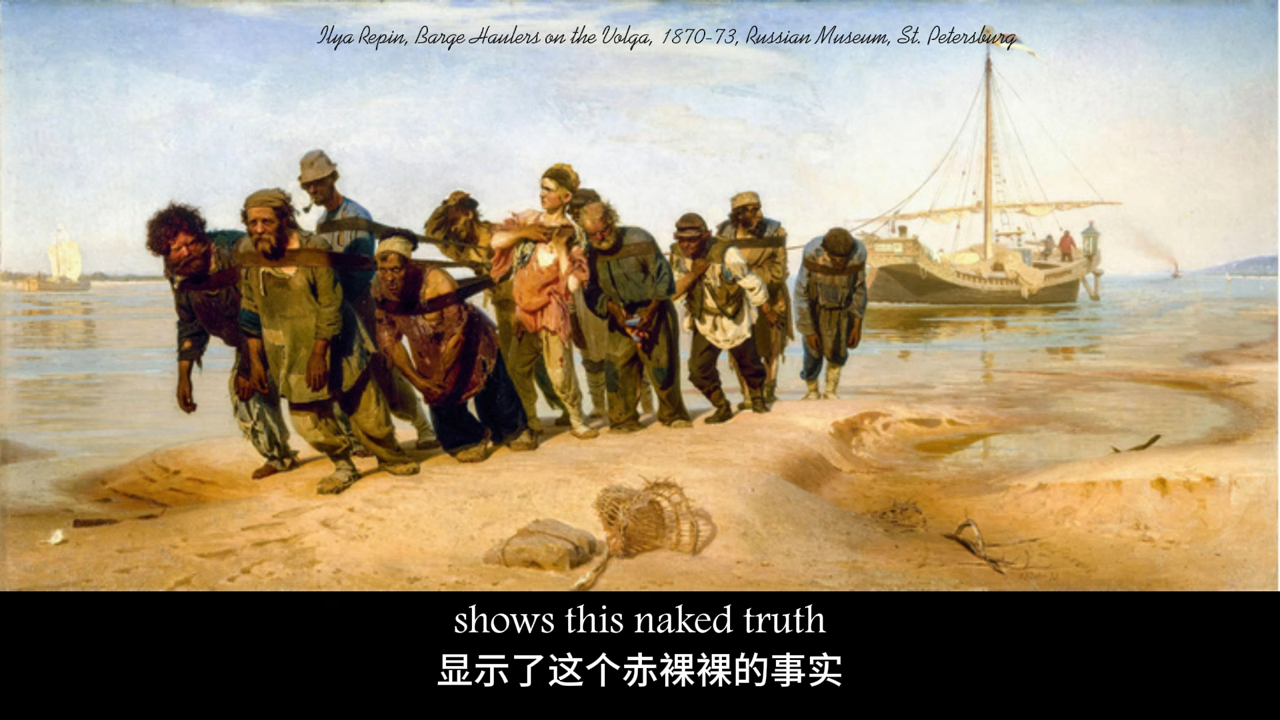 Ilya Repin, Barge Haulers on the Volga, 1870-73, Russian Museum, St. Petersburg
shows this naked truth
显示了这个赤裸裸的事实